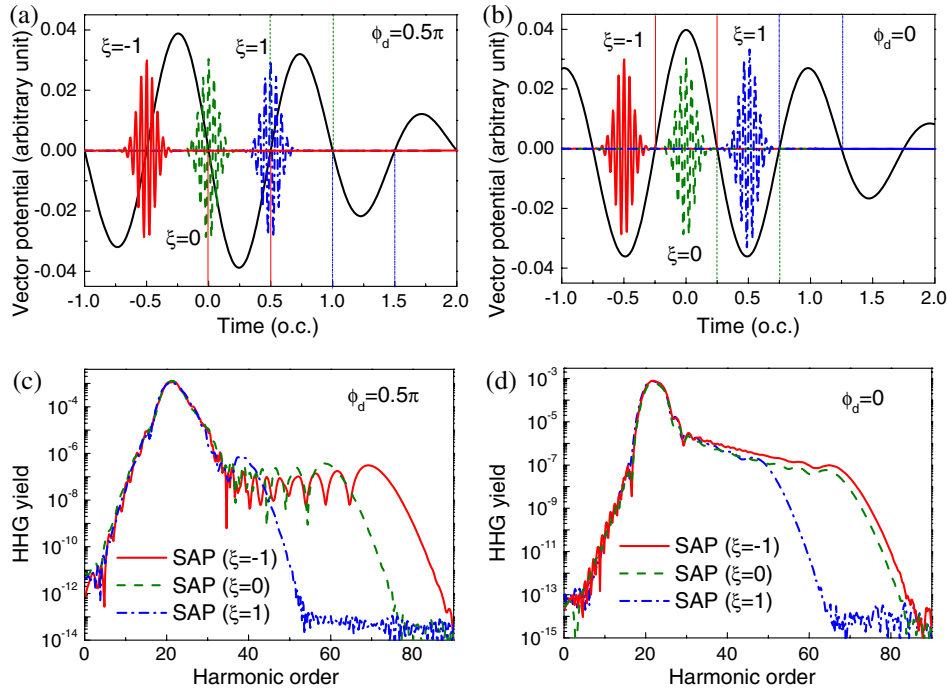 (a)
Vector potential (arbitrary unit)
0.04
0.02
0.00
-0.02
-0.04
ξ=-1
ξ=1
ϕd=0.5π
ξ=0
-1.0 -0.5 0.0 0.5 1.0 1.5 2.0
Time (o.c.)
(b)
Vector potential (arbitrary unit)
0.04
0.02
0.00
-0.02
-0.04
ξ=-1
ξ=1
ϕd=0
ξ=0
-1.0 -0.5 0.0 0.5 1.0 1.5 2.0
Time (o.c.)
(c)
HHG yield
10-4
10-6
10-8
10-10
10-12
10-14
ϕd=0.5π
SAP (ξ=-1)
SAP (ξ=0)
SAP (ξ=1)
0 20 40 60 80
Harmonic order
(d)
HHG yield
10-3
10-5
10-7
10-9
10-11
10-13
10-15
ϕd=0
SAP (ξ=-1)
SAP (ξ=0)
SAP (ξ=1)
0 20 40 60 80
Harmonic order